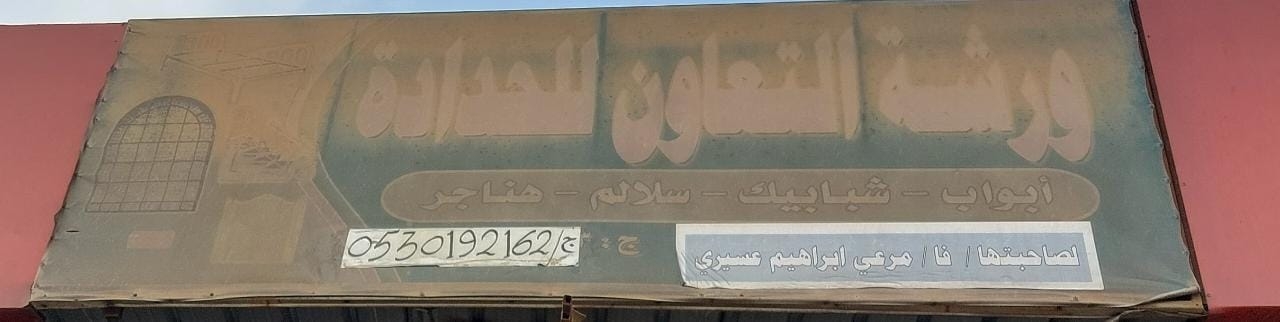 ورشة التعاون للحدادة
أبواب - شبابيك - سلالم - هناجر
لصاحبتها / فا / مرعي ابراهيم عسيري
ج :
ج/0530192162